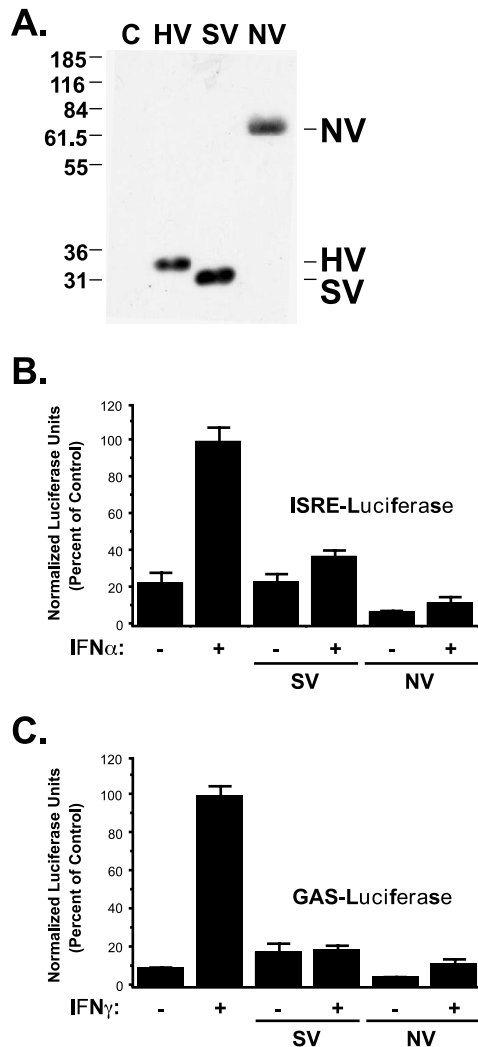 A.
C HV SV NV
185
116
84
61.5
55
36
31
NV
HV
SV
B.
Normalized Luciferase Units
(Percent of Control)
120
100
80
60
40
20
0
ISRE-Luciferase
IFNα: - + - + - +
SV NV
C.
Normalized Luciferase Units
(Percent of Control)
120
100
80
60
40
20
0
GAS-Luciferase
IFNγ: - + - + - +
SV NV